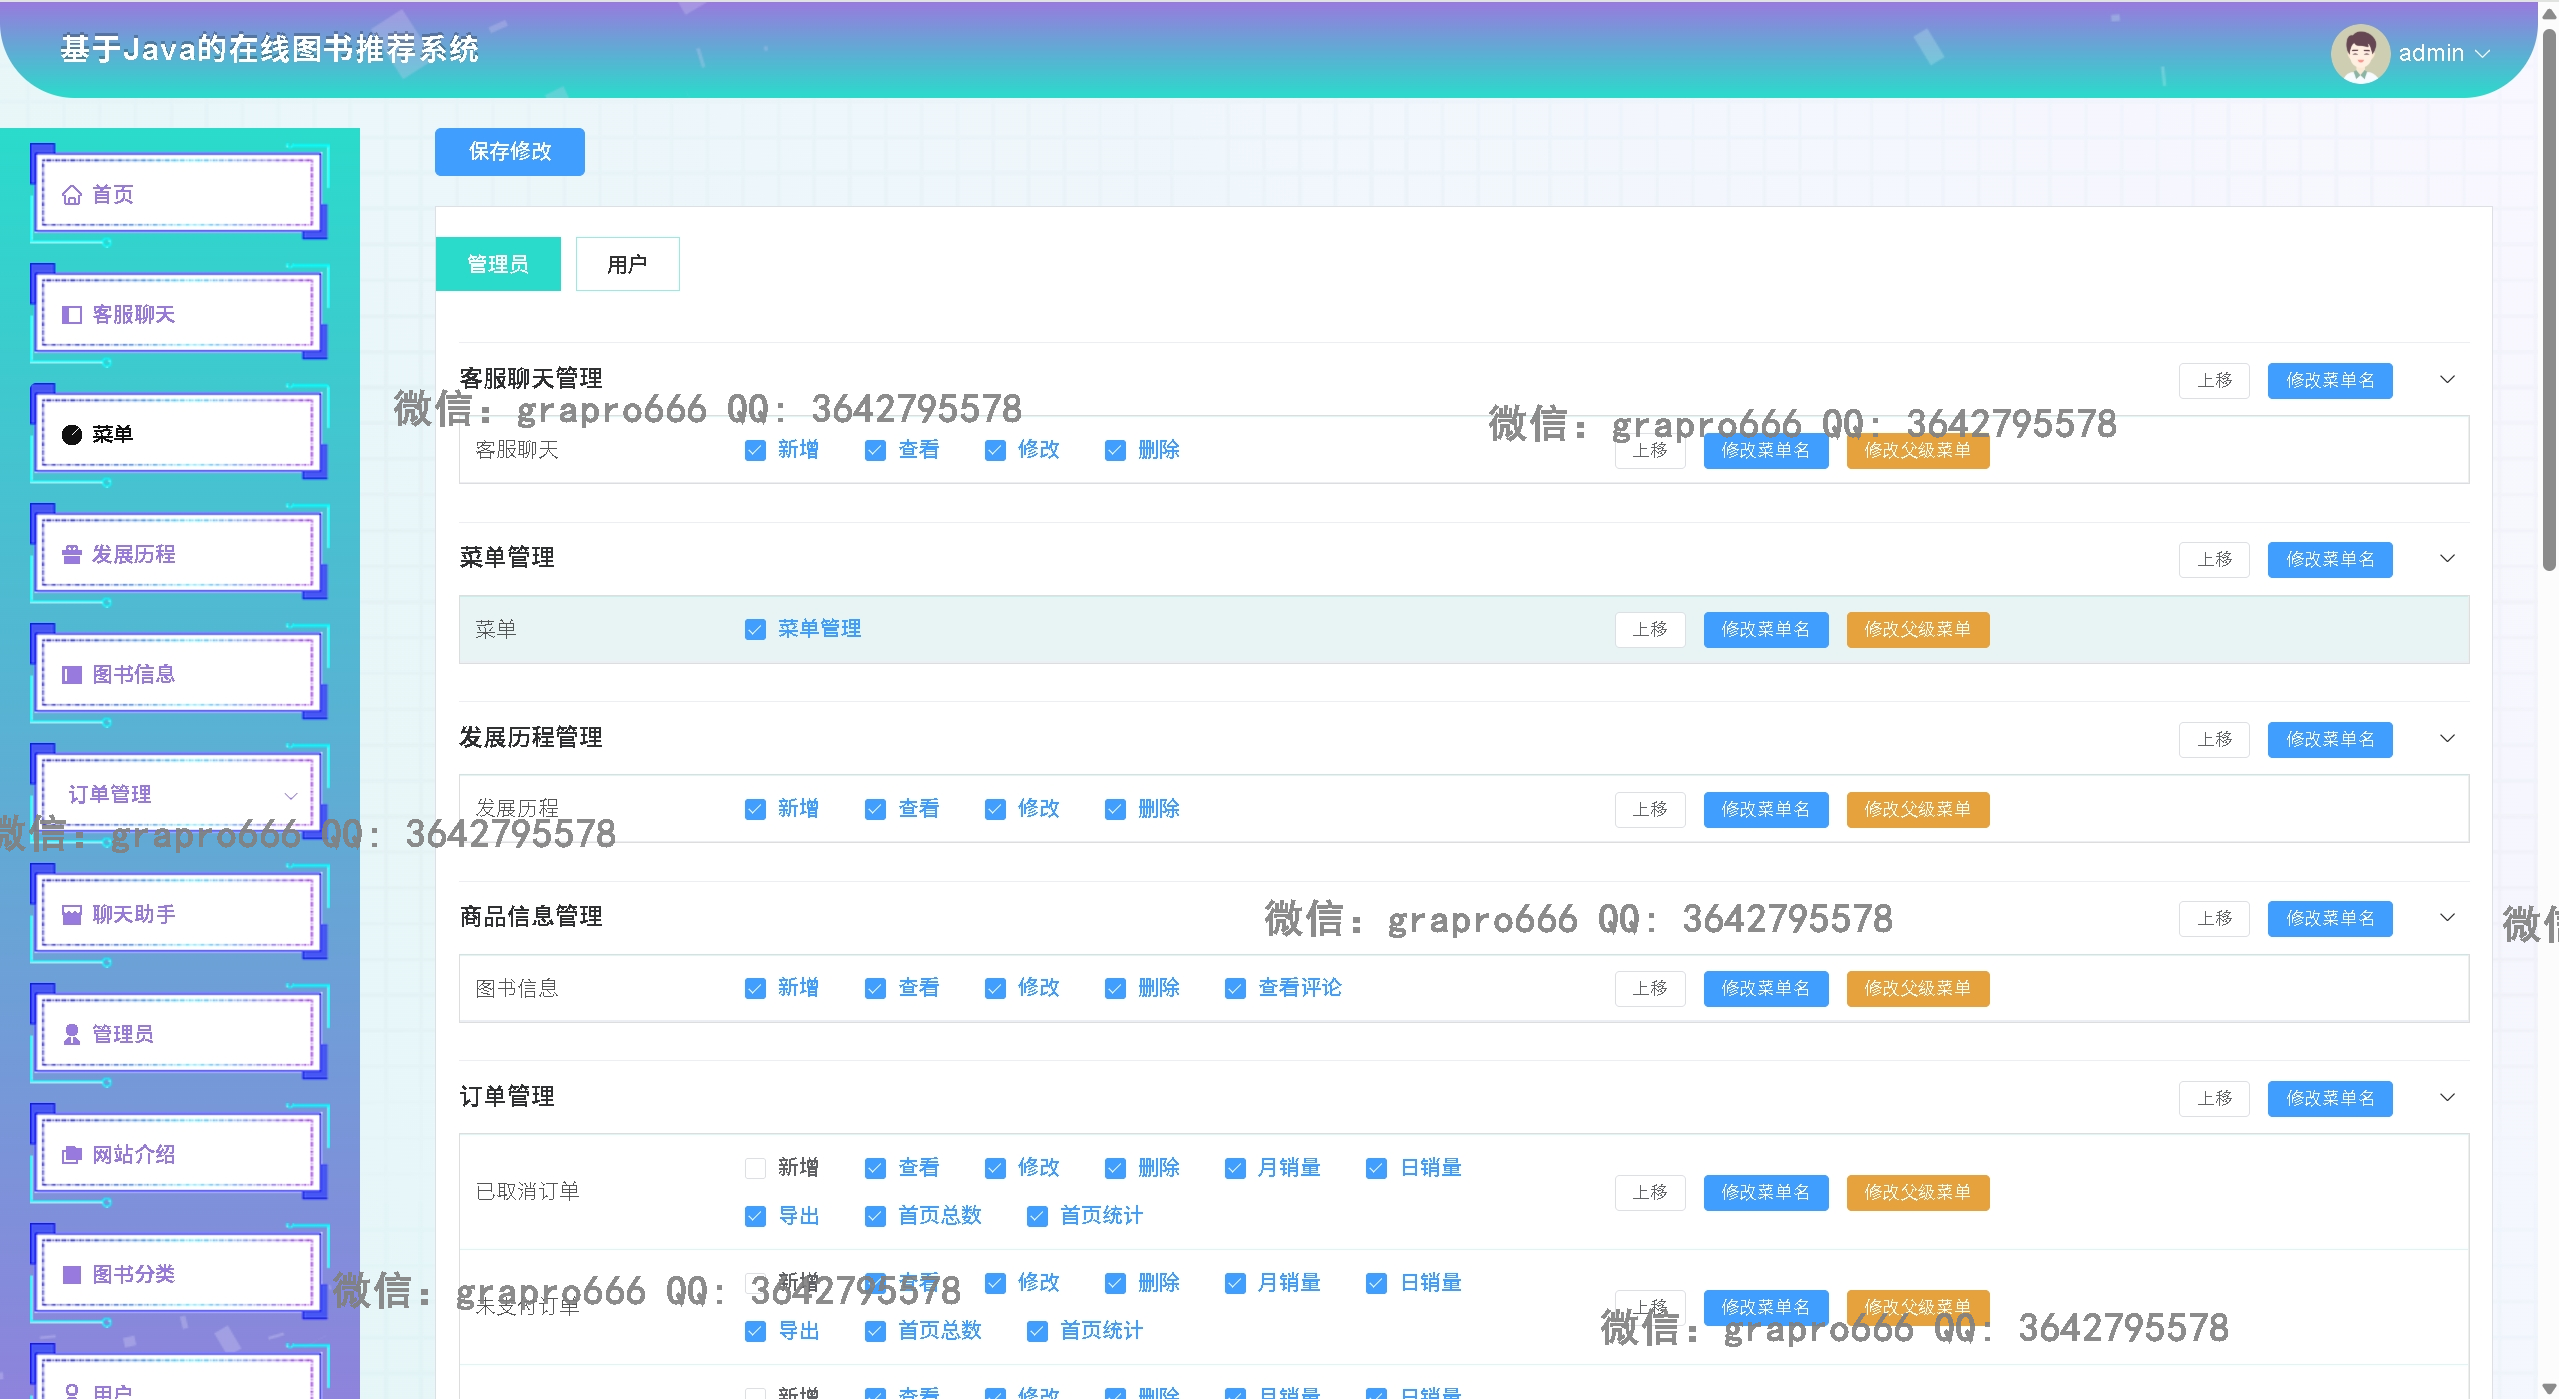 基于Java的在线图书推荐系统
admin
保存修改
首页
客服聊天
菜单
发展历程
图书信息
订单管理
聊天助手
管理员
网站介绍
图书分类
用户
管理员 用户
客服聊天管理 上移 修改菜单名
微信: grapro666 QQ: 3642795578
微信: grapro666 QQ: 3642795578
客服聊天 新增 查看 修改 删除 上移 修改菜单名 修改父级菜单
菜单管理 上移 修改菜单名
菜单 菜单管理 上移 修改菜单名 修改父级菜单
发展历程管理 上移 修改菜单名
发展历程 新增 查看 修改 删除 上移 修改菜单名 修改父级菜单
微信: grapro666 QQ: 3642795578
商品信息管理 上移 修改菜单名
微信: grapro666 QQ: 3642795578
微信
图书信息 新增 查看 修改 删除 查看评论 上移 修改菜单名 修改父级菜单
订单管理 上移 修改菜单名
已取消订单 新增 查看 修改 删除 月销量 日销量 上移 修改菜单名 修改父级菜单
导出 首页总数 首页统计
未支付订单 新增 查看 修改 删除 月销量 日销量 上移 修改菜单名 修改父级菜单
微信: grapro666 QQ: 3642795578
微信: grapro666 QQ: 3642795578
导出 首页总数 首页统计
新增 查看 修改 删除 月销量 日销量